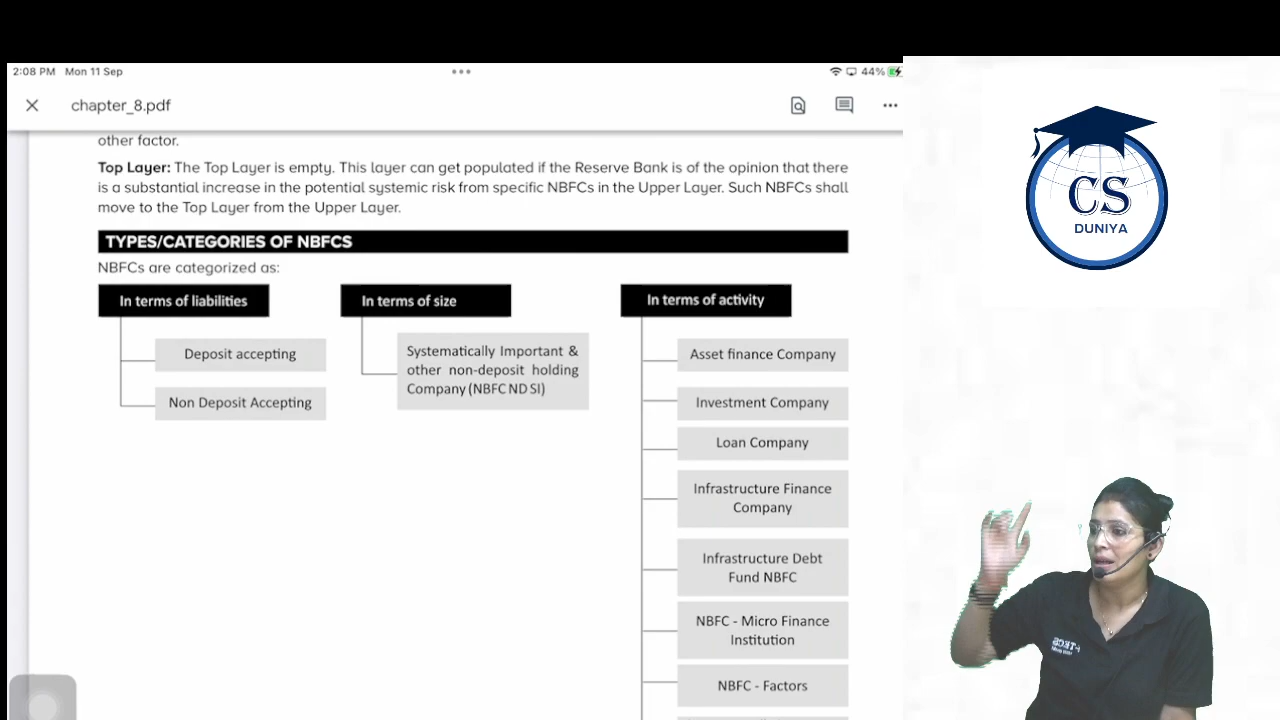 2:08 PM Mon 11 Sep
44%
chapter_8.pdf
other factor.
Top Layer: The Top Layer is empty. This layer can get populated if the Reserve Bank is of the opinion that there
is a substantial increase in the potential systemic risk from specific NBFCs in the Upper Layer. Such NBFCs shall
move to the Top Layer from the Upper Layer.
TYPES/CATEGORIES OF NBFCS
NBFCs are categorized as:
In terms of liabilities
Deposit accepting
Non Deposit Accepting
In terms of size
Systematically Important &
other non-deposit holding
Company (NBFC ND SI)
In terms of activity
Asset finance Company
Investment Company
Loan Company
Infrastructure Finance
Company
Infrastructure Debt
Fund NBFC
NBFC - Micro Finance
Institution
NBFC - Factors
CS
DUNIYA